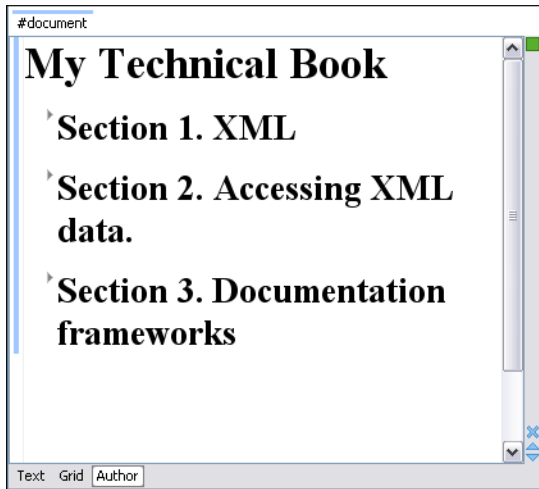 #document
My Technical Book
Section 1. XML
Section 2. Accessing XML
data.
Section 3. Documentation
frameworks
Text Grid Author